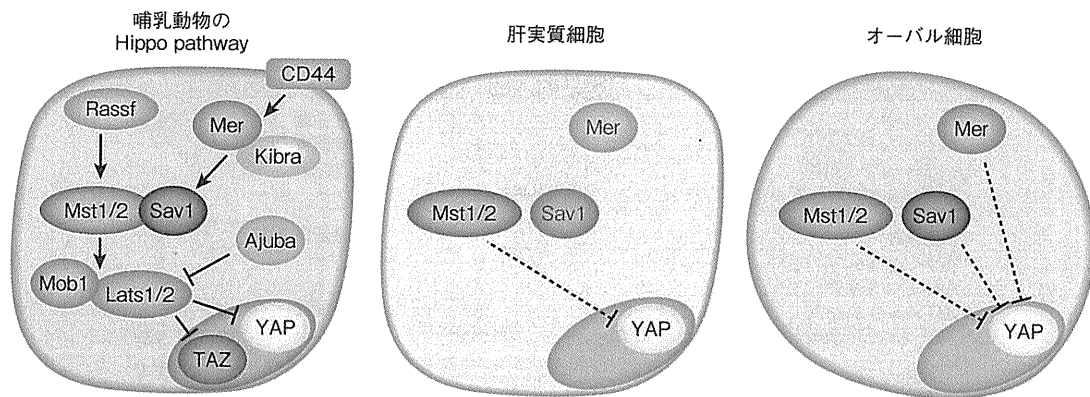 哺乳動物の
Hippo pathway
CD44
Rassf
Mer
Kibra
Mst1/2
Sav1
Ajuba
Mob1
Lats1/2
YAP
TAZ
肝実質細胞
Mer
Mst1/2
Sav1
YAP
オーバル細胞
Mer
Mst1/2
Sav1
YAP